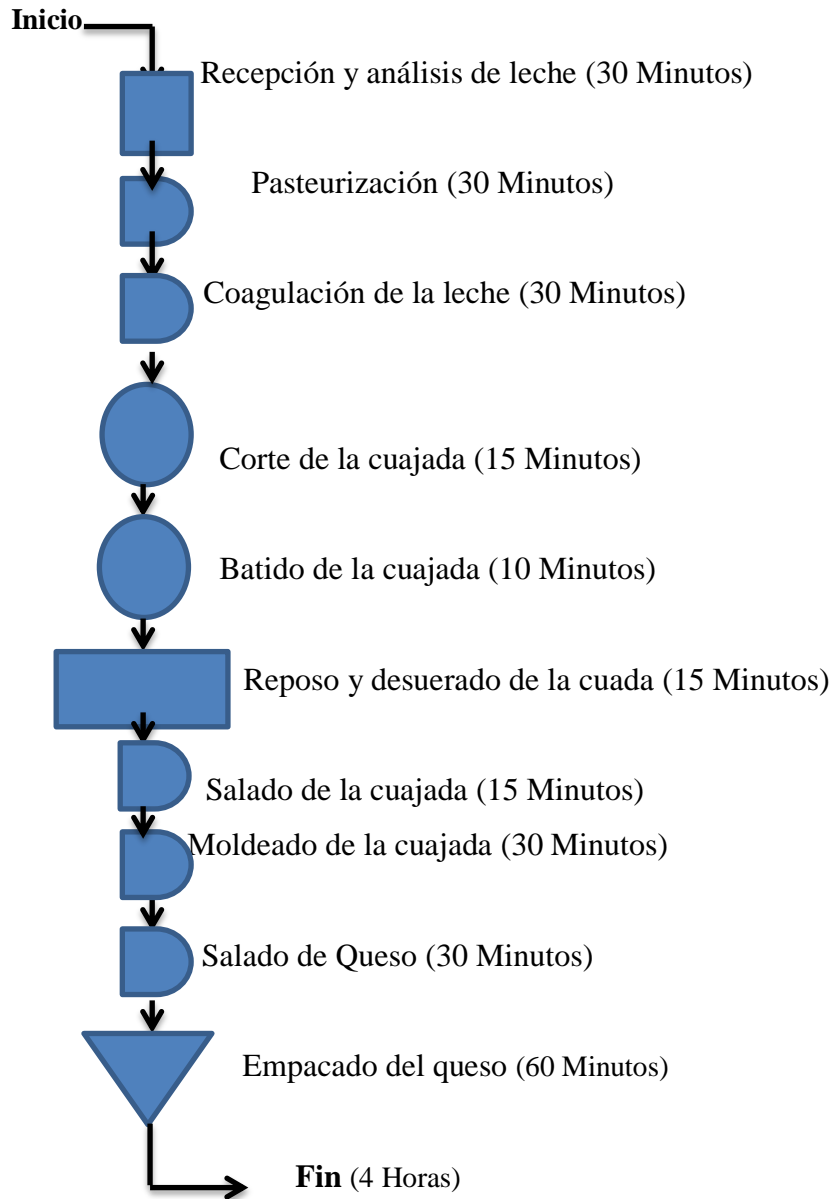 Inicio
Recepción y análisis de leche (30 Minutos)
Pasteurización (30 Minutos)
Coagulación de la leche (30 Minutos)
Corte de la cuajada (15 Minutos)
Batido de la cuajada (10 Minutos)
Reposo y desuerado de la cuada (15 Minutos)
Salado de la cuajada (15 Minutos)
Moldeado de la cuajada (30 Minutos)
Salado de Queso (30 Minutos)
Empacado del queso (60 Minutos)
Fin (4 Horas)